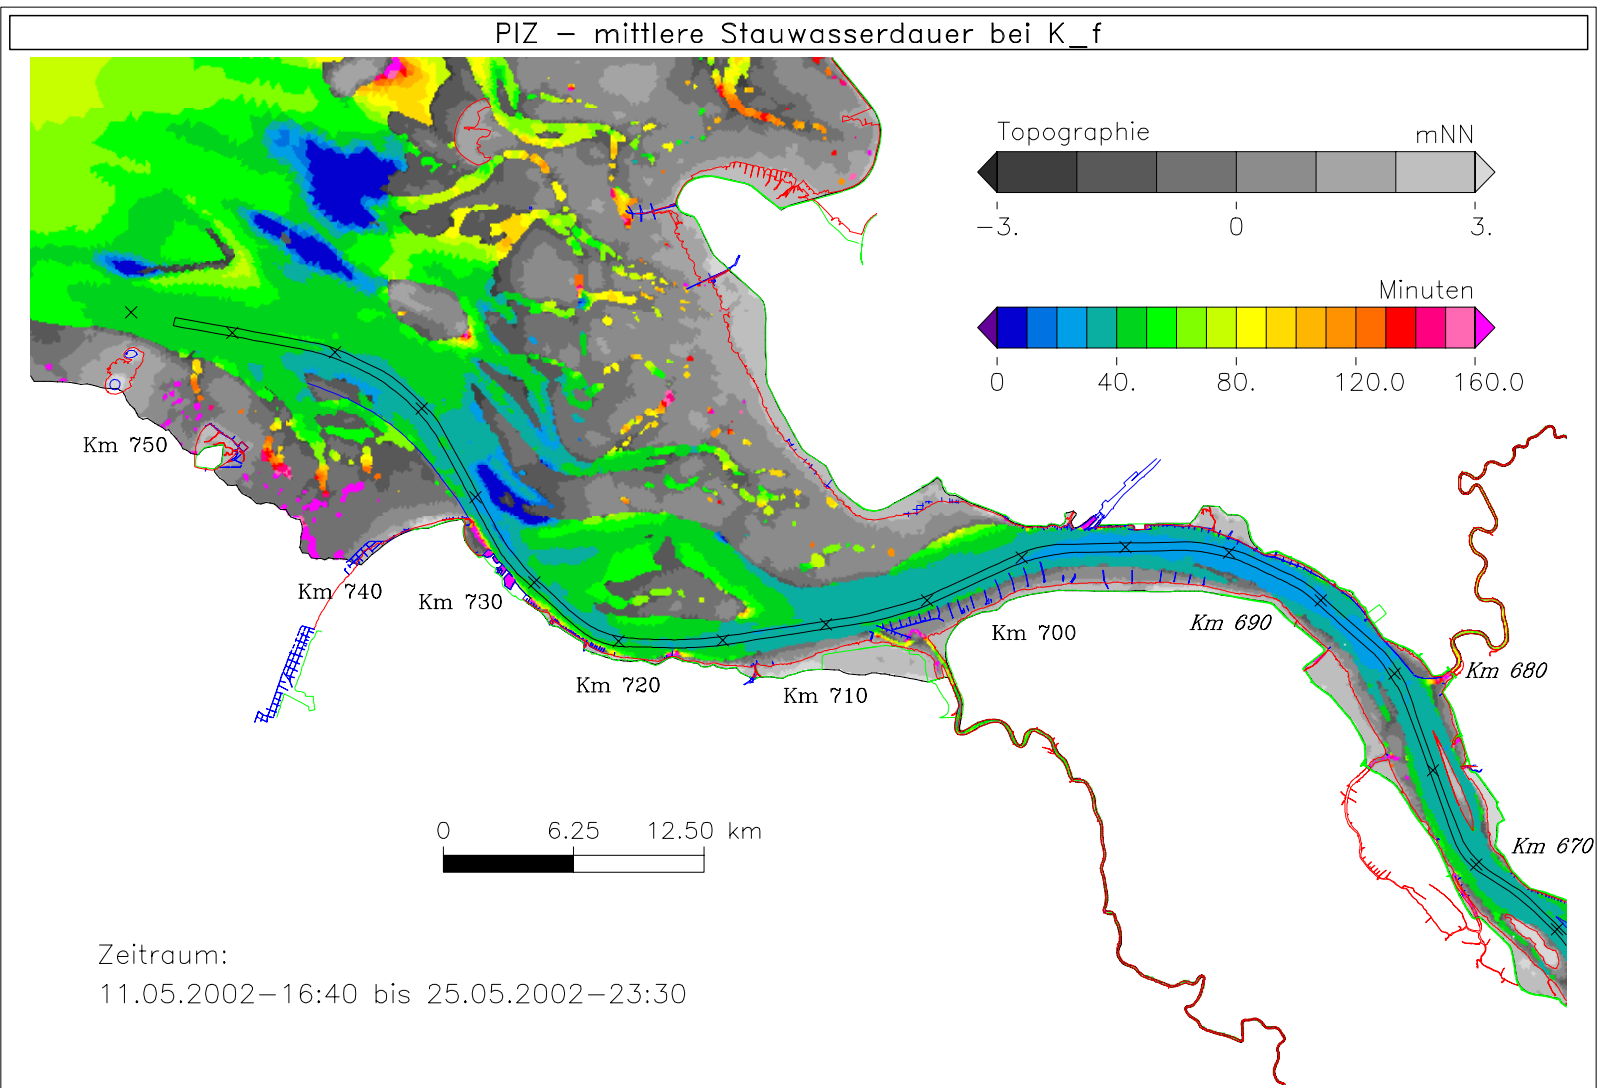 PIZ - mittlere Stauwasserdauer bei K_f
Topographie mNN
-3. 0 3.
Minuten
0 40. 80. 120.0 160.0
Km 750
Km 740
Km 730
Km 720
Km 710
Km 700
Km 690
Km 680
Km 670
0 6.25 12.50 km
Zeitraum:
11.05.2002-16:40 bis 25.05.2002-23:30